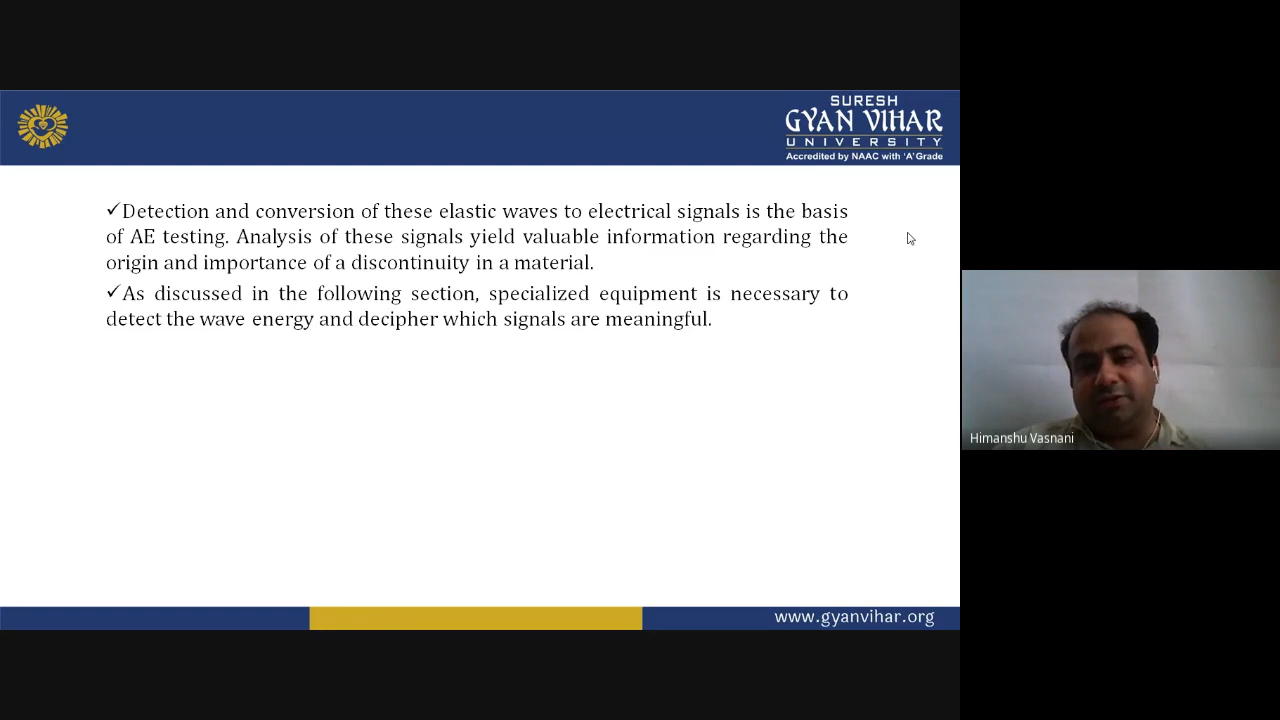 SURESH
GYAN VIHAR
UNIVERSITY
Accredited by NAAC with 'A' Grade
✓Detection and conversion of these elastic waves to electrical signals is the basis
of AE testing. Analysis of these signals yield valuable information regarding the
origin and importance of a discontinuity in a material.
✓As discussed in the following section, specialized equipment is necessary to
detect the wave energy and decipher which signals are meaningful.
Himanshu Vasnani
www.gyanvihar.org